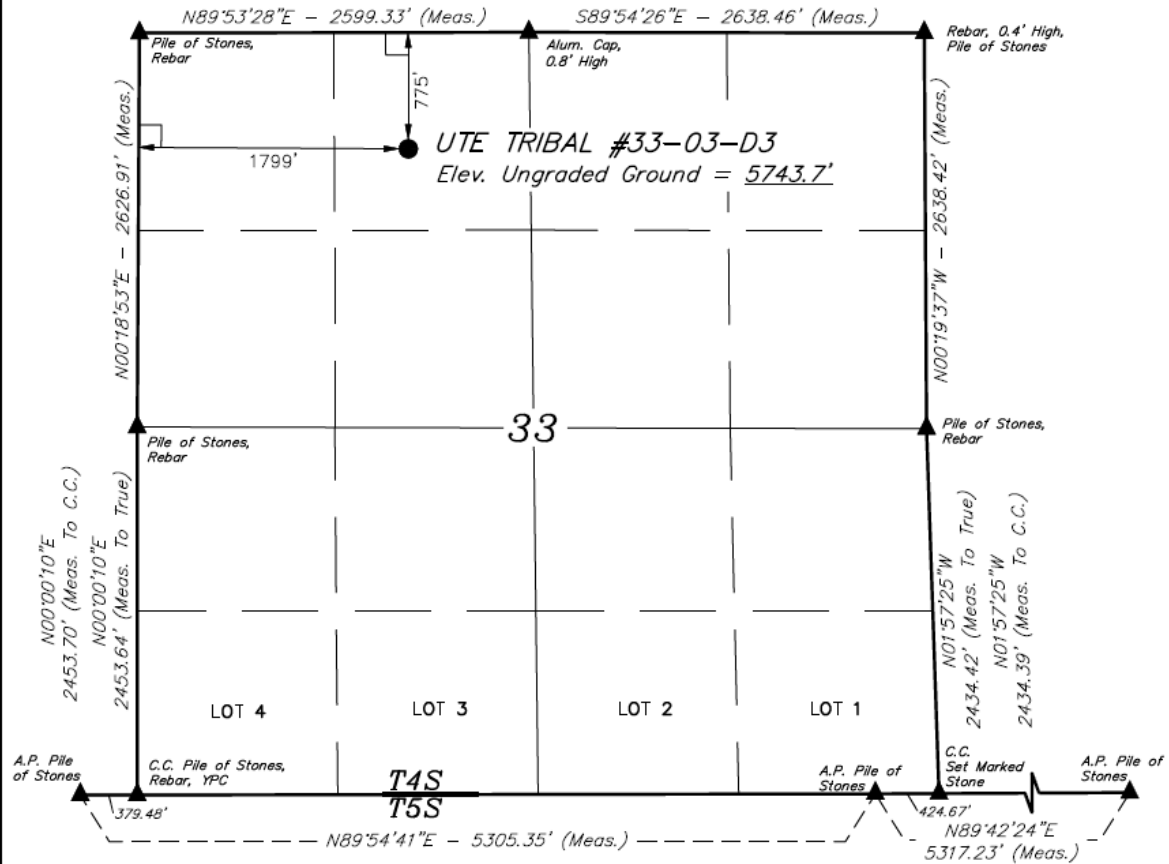 N89°53'28"E - 2599.33' (Meas.)
S89°54'26"E - 2638.46' (Meas.)
Pile of Stones,
Rebar
Alum. Cap,
0.8' High
Rebar, 0.4' High,
Pile of Stones
775'
1799'
UTE TRIBAL #33-03-D3
Elev. Ungraded Ground = 5743.7'
N00°18'53"E - 2626.91' (Meas.)
N00°19'37"W - 2638.42' (Meas.)
33
Pile of Stones,
Rebar
Pile of Stones,
Rebar
N00°00'10"E
2453.70' (Meas. To C.C.)
N00°00'10"E
2453.64' (Meas. To True)
N01°57'25"W
2434.42' (Meas. To True)
N01°57'25"W
2434.39' (Meas. To C.C.)
LOT 4
LOT 3
LOT 2
LOT 1
A.P. Pile
of Stones
C.C. Pile of Stones,
Rebar, YPC
T4S
T5S
A.P. Pile of
Stones
C.C.
Set Marked
Stone
A.P. Pile of
Stones
379.48'
424.67'
N89°54'41"E - 5305.35' (Meas.)
N89°42'24"E
5317.23' (Meas.)